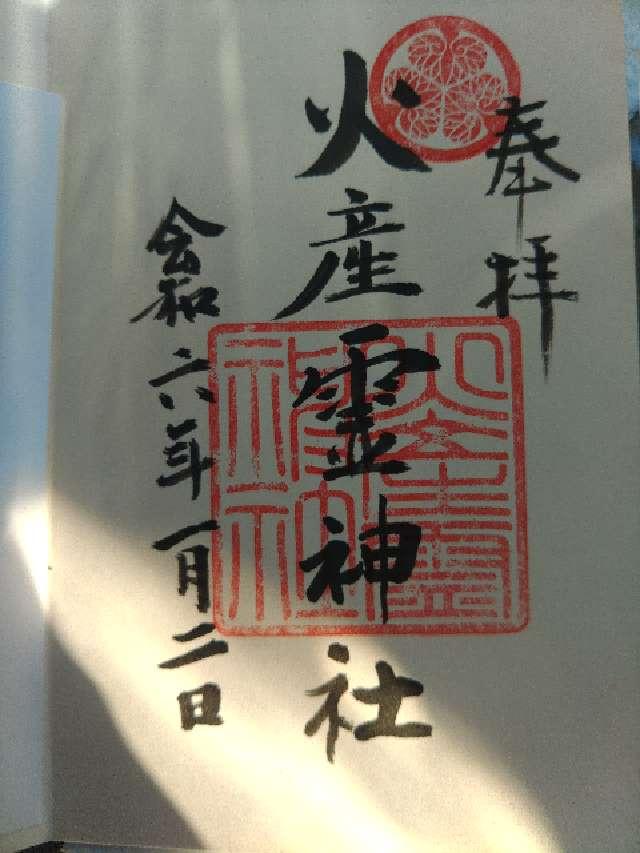 奉拝
火産霊神社
令和六年一月二日